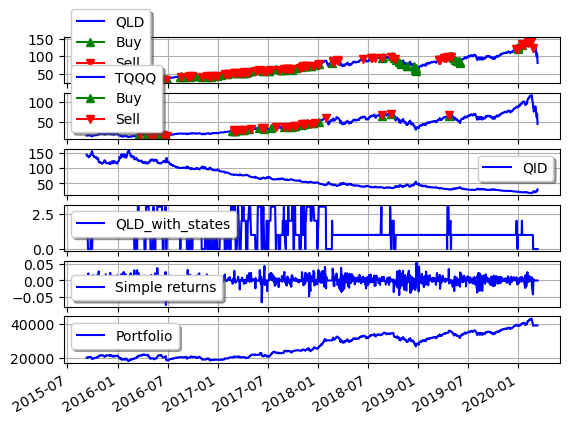 QLD
Buy
Sell
150
100
50
TQQQ
Buy
Sell
100
50
150
100
50
QID
2.5
0.0
QLD_with_states
0.05
0.00
−0.05
Simple returns
40000
20000
Portfolio
2015-07
2016-01
2016-07
2017-01
2017-07
2018-01
2018-07
2019-01
2019-07
2020-01